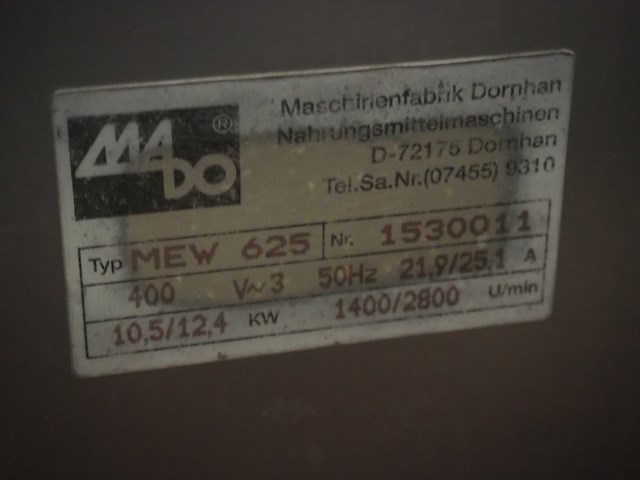 MADO ®
Maschinenfabrik Dornhan
Nahrungsmittelmaschinen
D-72175 Dornhan
Tel.Sa.Nr.(07455) 9310
Typ MEW 625 Nr. 1530011
400 V~3 50Hz 21,9/25,1 A
10,5/12,4 KW 1400/2800 U/min